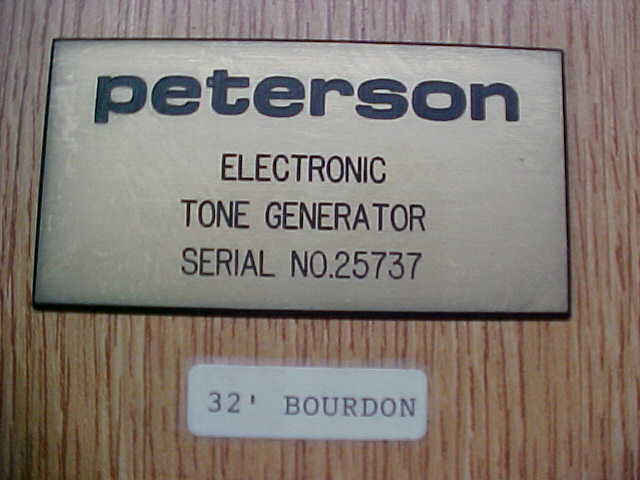 peterson
ELECTRONIC
TONE GENERATOR
SERIAL NO.25737
32' BOURDON